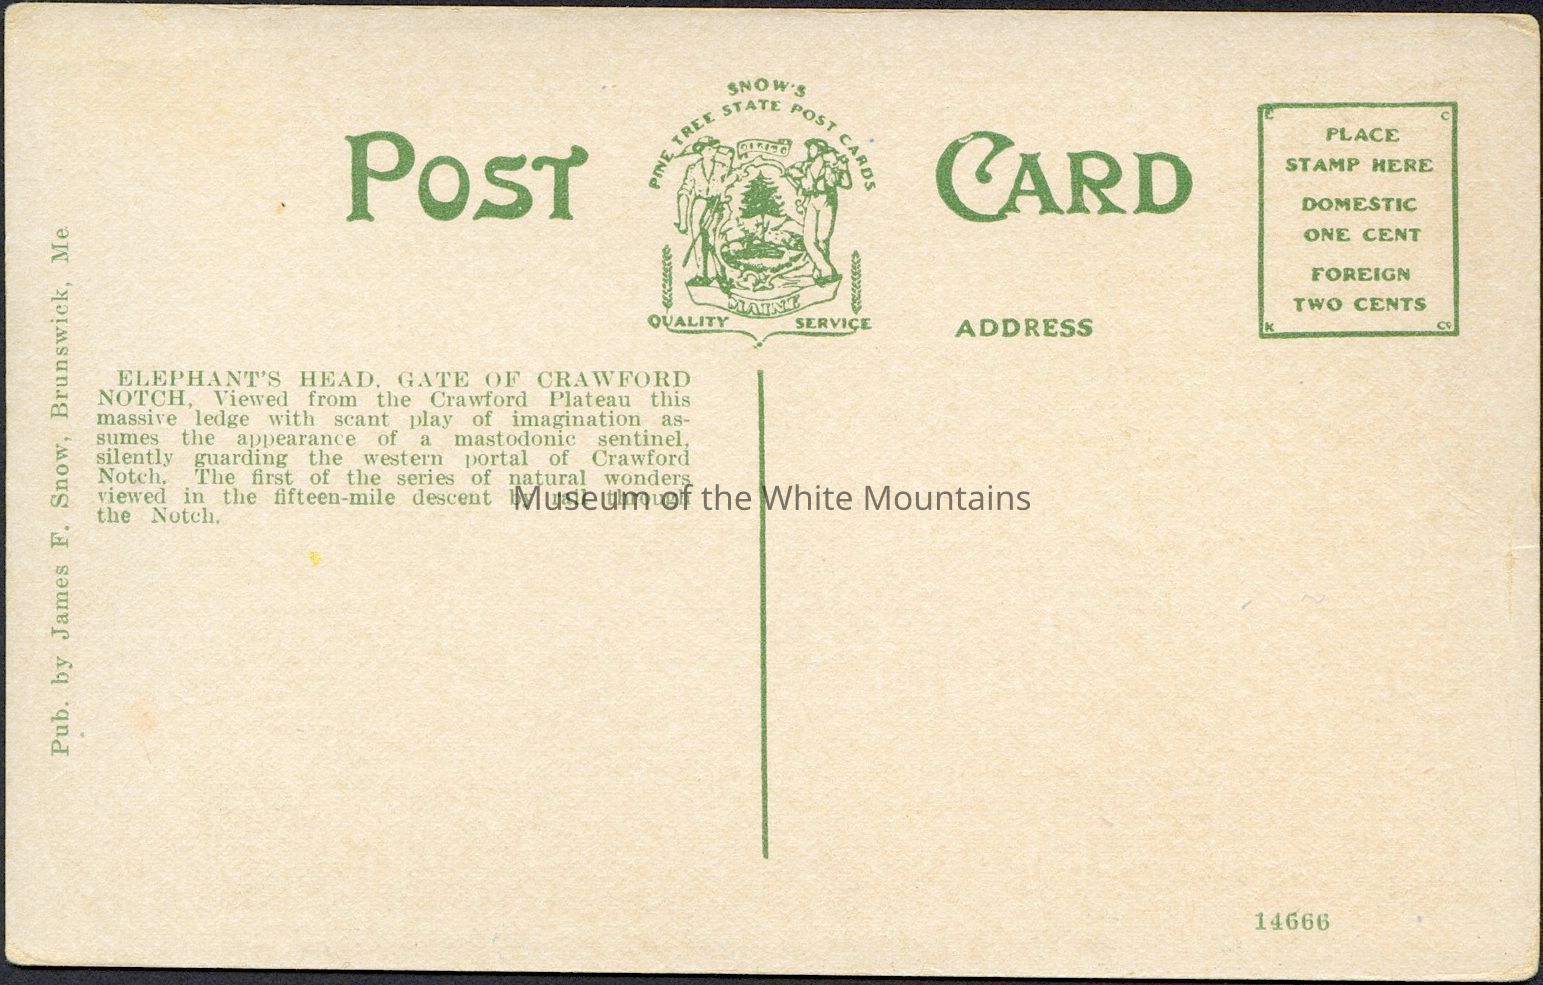 SNOW'S
PINE TREE STATE POST CARDS
POST CARD
DIRIGO
MAINE
QUALITY SERVICE
E C
PLACE
STAMP HERE
DOMESTIC
ONE CENT
FOREIGN
TWO CENTS
K Co
ADDRESS
ELEPHANT'S HEAD, GATE OF CRAWFORD
NOTCH, Viewed from the Crawford Plateau this
massive ledge with scant play of imagination as-
sumes the appearance of a mastodonic sentinel,
silently guarding the western portal of Crawford
Notch. The first of the series of natural wonders
viewed in the fifteen-mile descent by rail through
the Notch.
Museum of the White Mountains
Pub. by James F. Snow, Brunswick, Me.
14666